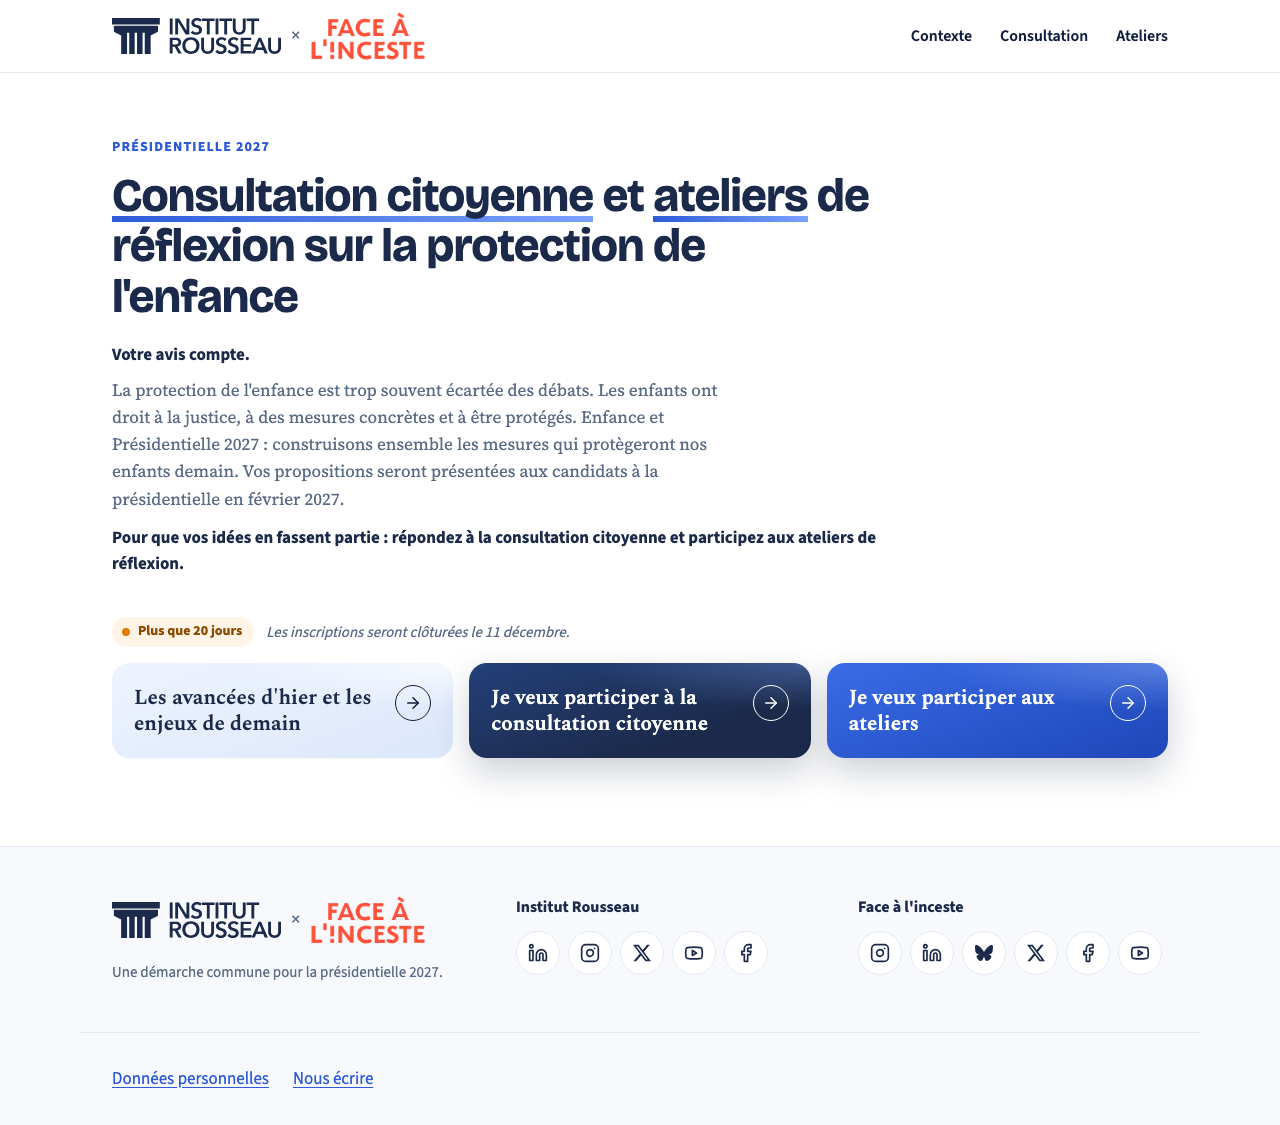 INSTITUT
ROUSSEAU
×
FACE À
L'!NCESTE
Contexte
Consultation
Ateliers
PRÉSIDENTIELLE 2027
Consultation citoyenne et ateliers de
réflexion sur la protection de
l'enfance
Votre avis compte.
La protection de l'enfance est trop souvent écartée des débats. Les enfants ont
droit à la justice, à des mesures concrètes et à être protégés. Enfance et
Présidentielle 2027 : construisons ensemble les mesures qui protègeront nos
enfants demain. Vos propositions seront présentées aux candidats à la
présidentielle en février 2027.
Pour que vos idées en fassent partie : répondez à la consultation citoyenne et participez aux ateliers de
réflexion.
Plus que 20 jours
Les inscriptions seront clôturées le 11 décembre.
Les avancées d'hier et les
enjeux de demain
Je veux participer à la
consultation citoyenne
Je veux participer aux
ateliers
INSTITUT
ROUSSEAU
×
FACE À
L'!NCESTE
Une démarche commune pour la présidentielle 2027.
Institut Rousseau
Face à l'inceste
Données personnelles
Nous écrire